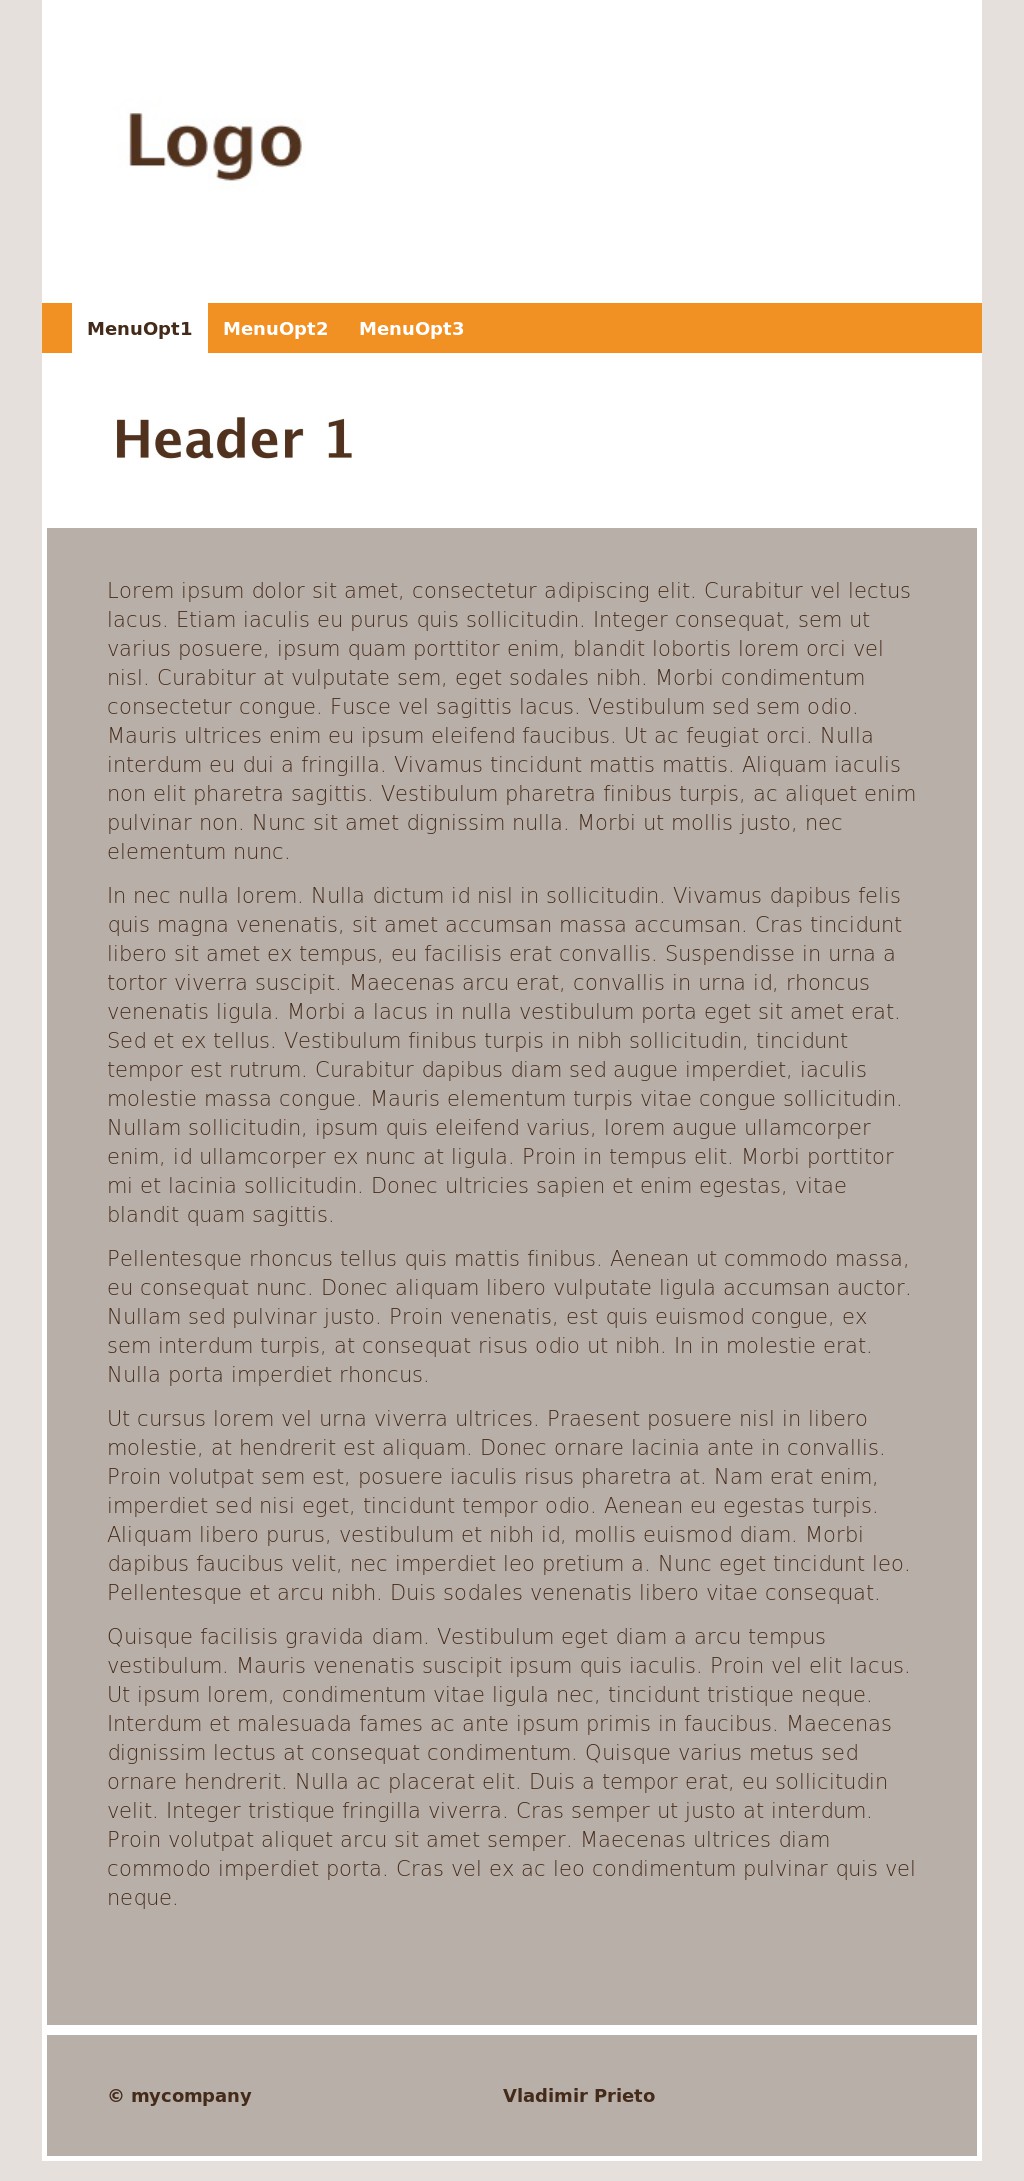 Logo
MenuOpt1 MenuOpt2 MenuOpt3
Header 1
Lorem ipsum dolor sit amet, consectetur adipiscing elit. Curabitur vel lectus
lacus. Etiam iaculis eu purus quis sollicitudin. Integer consequat, sem ut
varius posuere, ipsum quam porttitor enim, blandit lobortis lorem orci vel
nisl. Curabitur at vulputate sem, eget sodales nibh. Morbi condimentum
consectetur congue. Fusce vel sagittis lacus. Vestibulum sed sem odio.
Mauris ultrices enim eu ipsum eleifend faucibus. Ut ac feugiat orci. Nulla
interdum eu dui a fringilla. Vivamus tincidunt mattis mattis. Aliquam iaculis
non elit pharetra sagittis. Vestibulum pharetra finibus turpis, ac aliquet enim
pulvinar non. Nunc sit amet dignissim nulla. Morbi ut mollis justo, nec
elementum nunc.
In nec nulla lorem. Nulla dictum id nisl in sollicitudin. Vivamus dapibus felis
quis magna venenatis, sit amet accumsan massa accumsan. Cras tincidunt
libero sit amet ex tempus, eu facilisis erat convallis. Suspendisse in urna a
tortor viverra suscipit. Maecenas arcu erat, convallis in urna id, rhoncus
venenatis ligula. Morbi a lacus in nulla vestibulum porta eget sit amet erat.
Sed et ex tellus. Vestibulum finibus turpis in nibh sollicitudin, tincidunt
tempor est rutrum. Curabitur dapibus diam sed augue imperdiet, iaculis
molestie massa congue. Mauris elementum turpis vitae congue sollicitudin.
Nullam sollicitudin, ipsum quis eleifend varius, lorem augue ullamcorper
enim, id ullamcorper ex nunc at ligula. Proin in tempus elit. Morbi porttitor
mi et lacinia sollicitudin. Donec ultricies sapien et enim egestas, vitae
blandit quam sagittis.
Pellentesque rhoncus tellus quis mattis finibus. Aenean ut commodo massa,
eu consequat nunc. Donec aliquam libero vulputate ligula accumsan auctor.
Nullam sed pulvinar justo. Proin venenatis, est quis euismod congue, ex
sem interdum turpis, at consequat risus odio ut nibh. In in molestie erat.
Nulla porta imperdiet rhoncus.
Ut cursus lorem vel urna viverra ultrices. Praesent posuere nisl in libero
molestie, at hendrerit est aliquam. Donec ornare lacinia ante in convallis.
Proin volutpat sem est, posuere iaculis risus pharetra at. Nam erat enim,
imperdiet sed nisi eget, tincidunt tempor odio. Aenean eu egestas turpis.
Aliquam libero purus, vestibulum et nibh id, mollis euismod diam. Morbi
dapibus faucibus velit, nec imperdiet leo pretium a. Nunc eget tincidunt leo.
Pellentesque et arcu nibh. Duis sodales venenatis libero vitae consequat.
Quisque facilisis gravida diam. Vestibulum eget diam a arcu tempus
vestibulum. Mauris venenatis suscipit ipsum quis iaculis. Proin vel elit lacus.
Ut ipsum lorem, condimentum vitae ligula nec, tincidunt tristique neque.
Interdum et malesuada fames ac ante ipsum primis in faucibus. Maecenas
dignissim lectus at consequat condimentum. Quisque varius metus sed
ornare hendrerit. Nulla ac placerat elit. Duis a tempor erat, eu sollicitudin
velit. Integer tristique fringilla viverra. Cras semper ut justo at interdum.
Proin volutpat aliquet arcu sit amet semper. Maecenas ultrices diam
commodo imperdiet porta. Cras vel ex ac leo condimentum pulvinar quis vel
neque.
© mycompany Vladimir Prieto